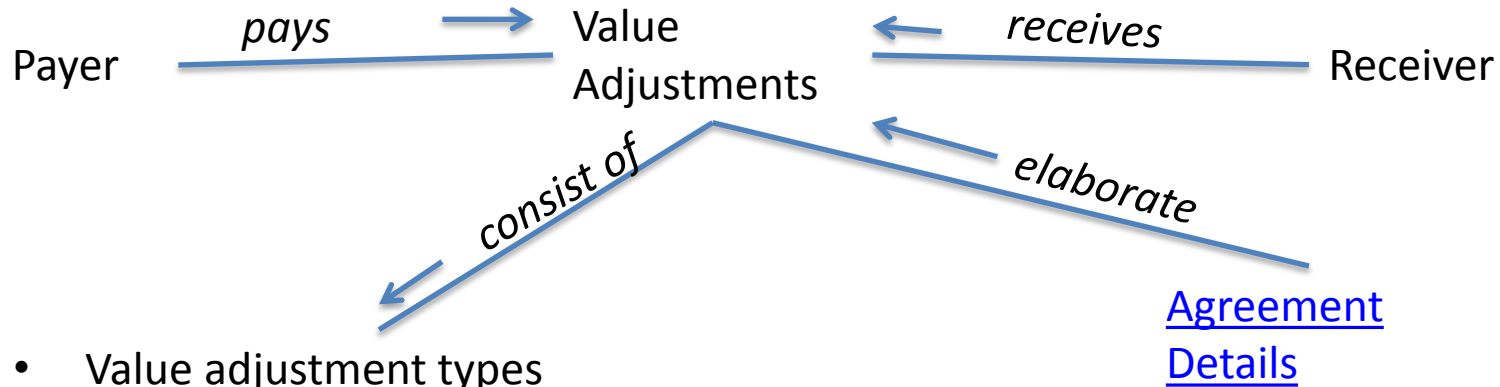 pays
Value
receives
Payer
Adjustments
Receiver
consist of
elaborate
Agreement
Details
• Value adjustment types